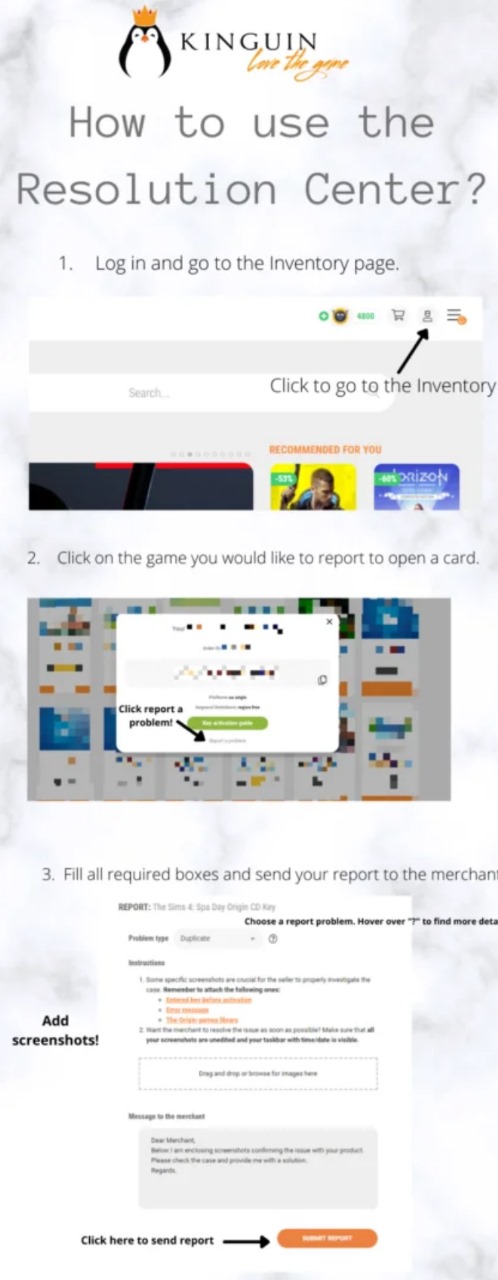 KINGUIN
Love the game
How to use the
Resolution Center?
1. Log in and go to the Inventory page.
4800
Click to go to the Inventory
Search...
RECOMMENDED FOR YOU
-53%
-60%
HORIZON
2. Click on the game you would like to report to open a card.
Your
Click report a
problem!
Platform: ea origin
Regional limitations: region free
Key activation guide
Report a problem
3. Fill all required boxes and send your report to the merchant
REPORT: The Sims 4: Spa Day Origin CD Key
Choose a report problem. Hover over "?" to find more deta
Problem type
Duplicate
Instructions
1. Some specific screenshots are crucial for the seller to properly investigate the
case. Remember to attach the following ones:
Entered key before activation
Error message
The Origin games library
2. Want the merchant to resolve the issue as soon as possible? Make sure that all
your screenshots are unedited and your taskbar with time/date is visible.
Add
screenshots!
Drag and drop or browse for images here
Message to the merchant
Dear Merchant,
Below I am enclosing screenshots confirming the issue with your product.
Please check the case and provide me with a solution.
Regards,
Click here to send report
SUBMIT REPORT